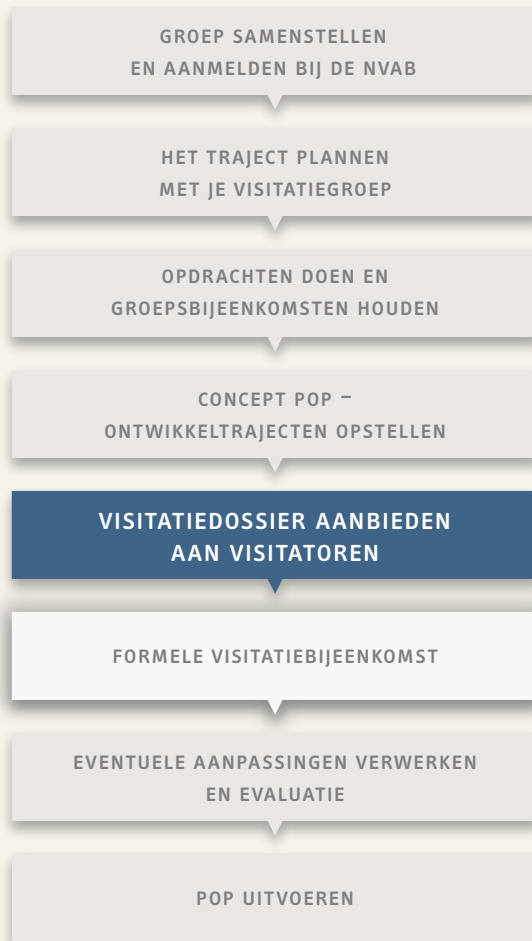 GROEP SAMENSTELLEN
EN AANMELDEN BIJ DE NVAB
HET TRAJECT PLANNEN
MET JE VISITATIEGROEP
OPDRACHTEN DOEN EN
GROEPSBIJEENKOMSTEN HOUDEN
CONCEPT POP –
ONTWIKKELTRAJECTEN OPSTELLEN
VISITATIEDOSSIER AANBIEDEN
AAN VISITATOREN
FORMELE VISITATIEBIJEENKOMST
EVENTUELE AANPASSINGEN VERWERKEN
EN EVALUATIE
POP UITVOEREN